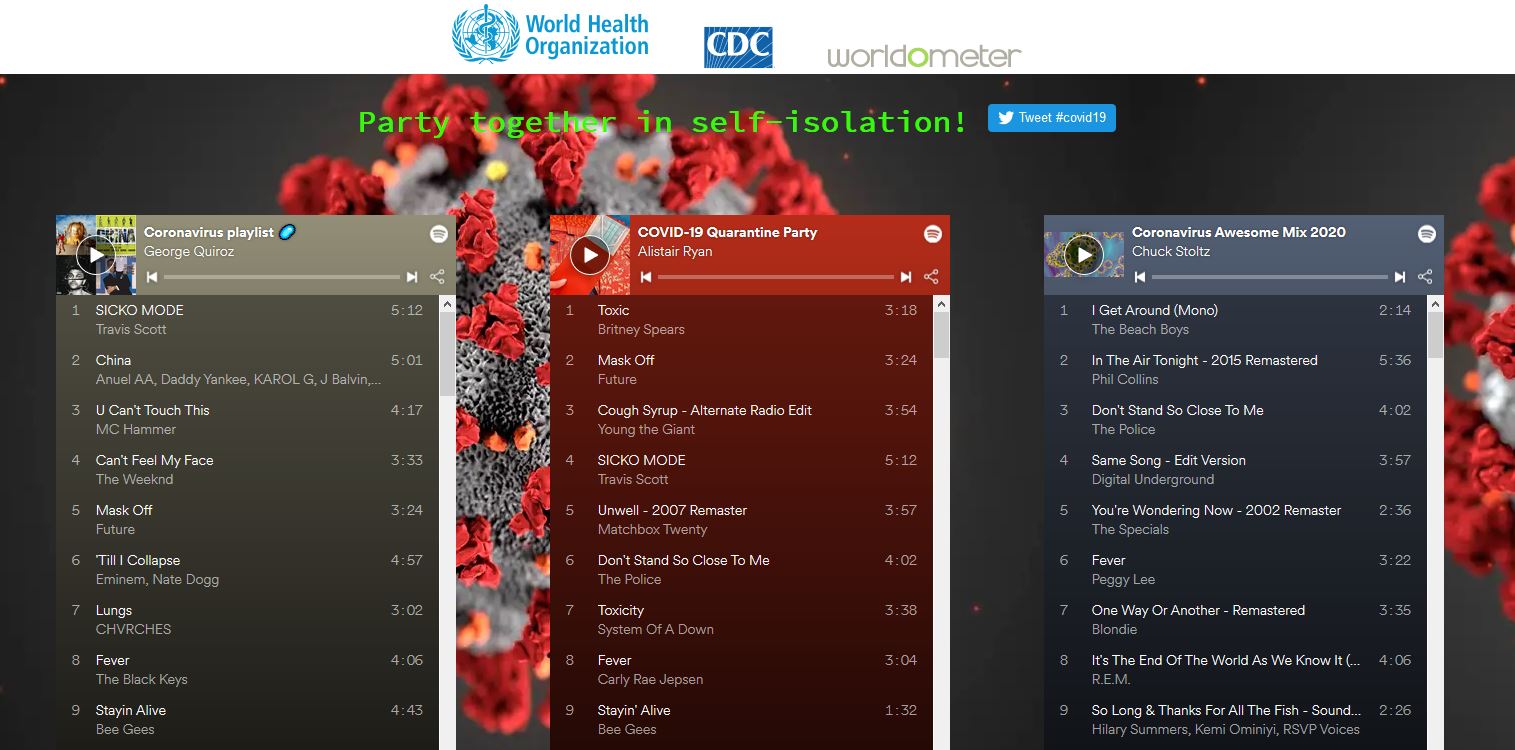 World Health
Organization
CDC
worldometer
Party together in self-isolation!
Tweet #covid19
Coronavirus playlist
George Quiroz
1 SICKO MODE 5:12
Travis Scott
2 China 5:01
Anuel AA, Daddy Yankee, KAROL G, J Balvin,...
3 U Can't Touch This 4:17
MC Hammer
4 Can't Feel My Face 3:33
The Weeknd
5 Mask Off 3:24
Future
6 'Till I Collapse 4:57
Eminem, Nate Dogg
7 Lungs 3:02
CHVRCHES
8 Fever 4:06
The Black Keys
9 Stayin Alive 4:43
Bee Gees
COVID-19 Quarantine Party
Alistair Ryan
1 Toxic 3:18
Britney Spears
2 Mask Off 3:24
Future
3 Cough Syrup - Alternate Radio Edit 3:54
Young the Giant
4 SICKO MODE 5:12
Travis Scott
5 Unwell - 2007 Remaster 3:57
Matchbox Twenty
6 Don't Stand So Close To Me 4:02
The Police
7 Toxicity 3:38
System Of A Down
8 Fever 3:04
Carly Rae Jepsen
9 Stayin' Alive 1:32
Bee Gees
Coronavirus Awesome Mix 2020
Chuck Stoltz
1 I Get Around (Mono) 2:14
The Beach Boys
2 In The Air Tonight - 2015 Remastered 5:36
Phil Collins
3 Don't Stand So Close To Me 4:02
The Police
4 Same Song - Edit Version 3:57
Digital Underground
5 You're Wondering Now - 2002 Remaster 2:36
The Specials
6 Fever 3:22
Peggy Lee
7 One Way Or Another - Remastered 3:35
Blondie
8 It's The End Of The World As We Know It (... 4:06
R.E.M.
9 So Long & Thanks For All The Fish - Sound... 2:26
Hilary Summers, Kemi Ominiyi, RSVP Voices